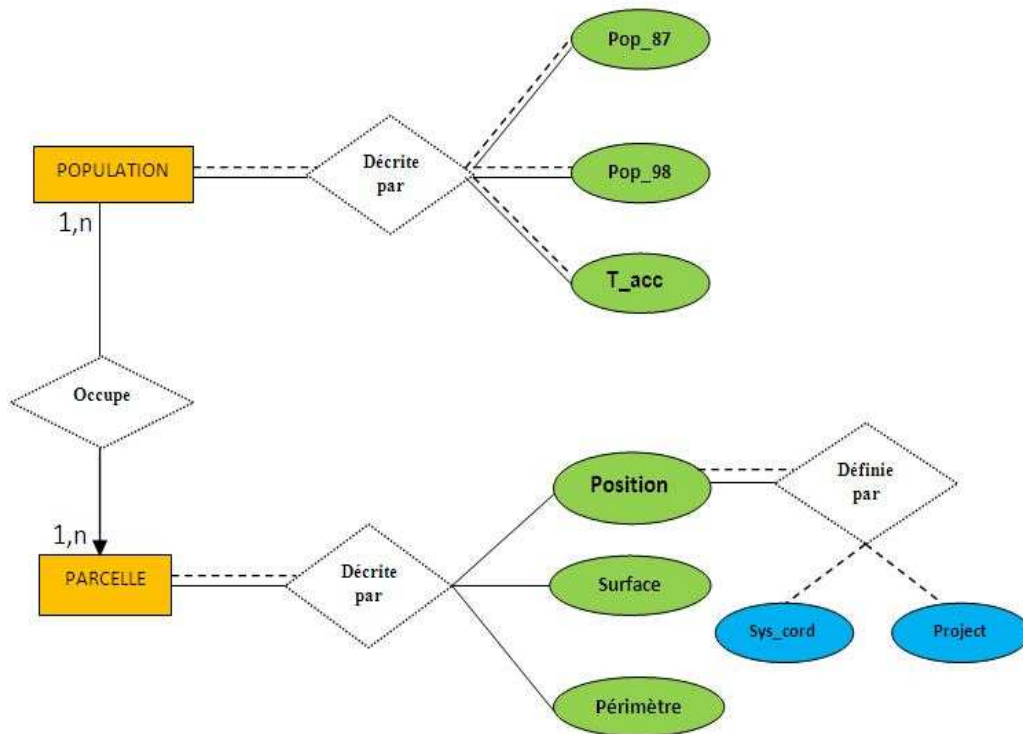 Pop_87
POPULATION
Décrite
par
Pop_98
1,n
T_acc
Occupe
Position
Définie
par
1,n
PARCELLE
Décrite
par
Surface
Sys_cord
Project
Périmètre